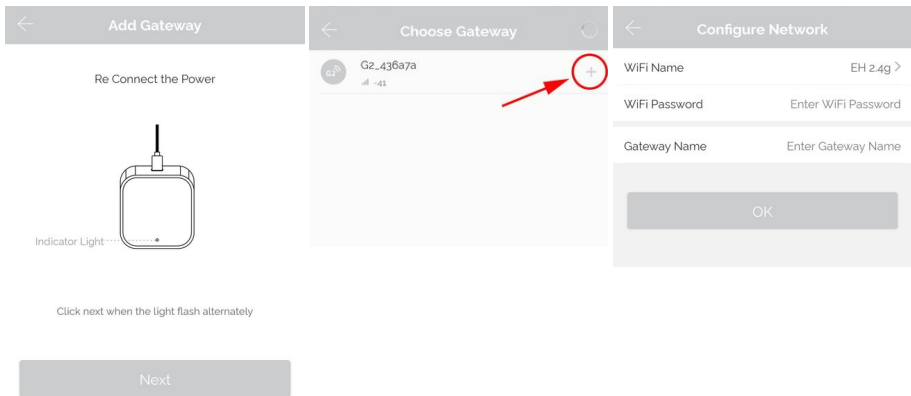 Add Gateway
Re Connect the Power
Indicator Light
Click next when the light flash alternately
Next
Choose Gateway
G2
G2_436a7a
-41
Configure Network
WiFi Name EH 2.4g >
WiFi Password Enter WiFi Password
Gateway Name Enter Gateway Name
OK